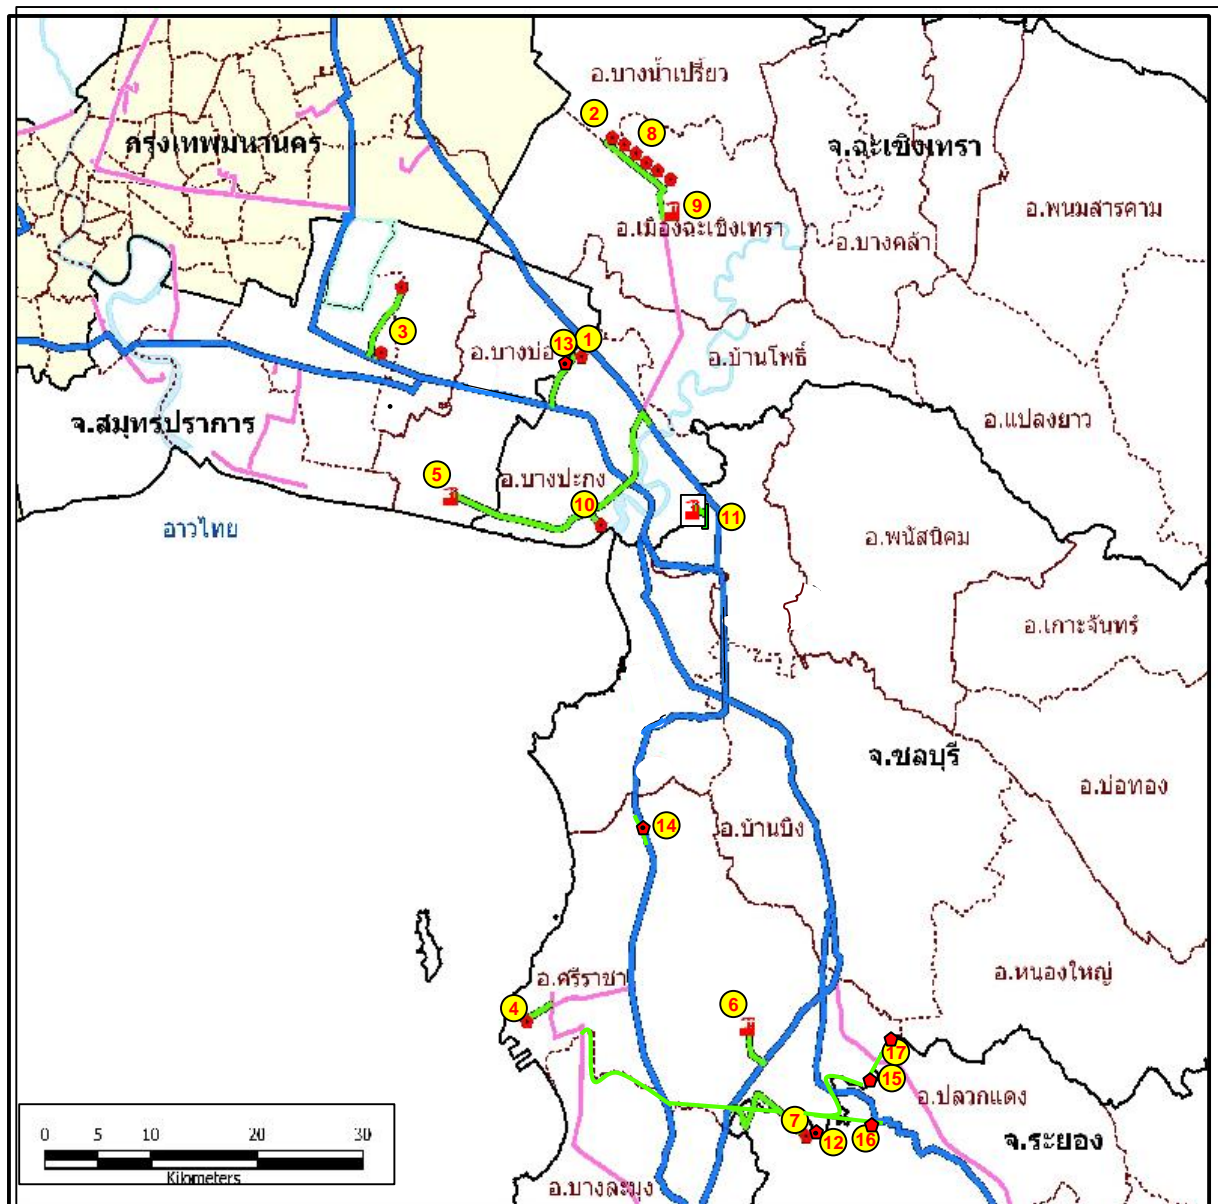 อ.บางน้ำเปรี้ยว
2
8
กรุงเทพมหานคร
จ.ฉะเชิงเทรา
9
อ.พนมสารคาม
อ.เมืองฉะเชิงเทรา
อ.บางคล้า
3
13
1
อ.บางบ่อ
อ.บ้านโพธิ์
อ.แปลงยาว
จ.สมุทรปราการ
5
อ.บางปะกง
10
11
อ่าวไทย
อ.พนัสนิคม
อ.เกาะจันทร์
จ.ชลบุรี
อ.บ่อทอง
14
อ.บ้านบึง
อ.ศรีราชา
อ.หนองใหญ่
4
6
17
15
อ.ปลวกแดง
7
12
16
จ.ระยอง
0 5 10 20 30
Kilometers
อ.บางละมุง